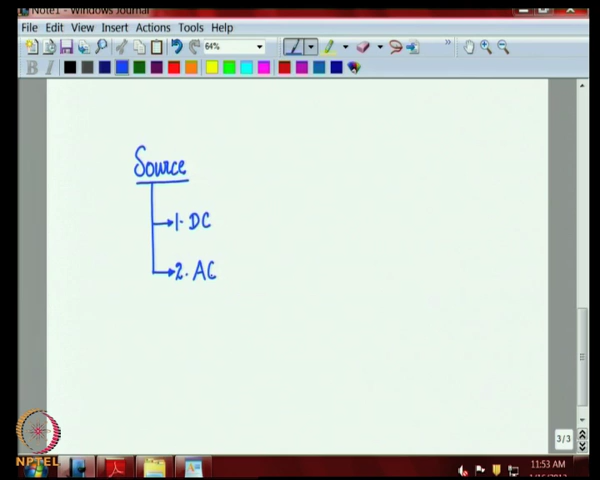 Note1 - Windows Journal
File Edit View Insert Actions Tools Help
64%
B I
Source
1. DC
2. AC
3/3
NPTEL
11:53 AM